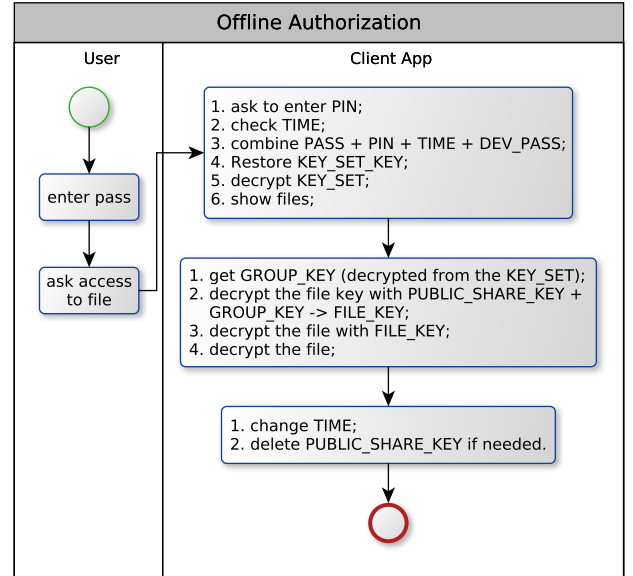 Offline Authorization
User
Client App
enter pass
ask access
to file
1. ask to enter PIN;
2. check TIME;
3. combine PASS + PIN + TIME + DEV_PASS;
4. Restore KEY_SET_KEY;
5. decrypt KEY_SET;
6. show files;
1. get GROUP_KEY (decrypted from the KEY_SET);
2. decrypt the file key with PUBLIC_SHARE_KEY +
GROUP_KEY -> FILE_KEY;
3. decrypt the file with FILE_KEY;
4. decrypt the file;
1. change TIME;
2. delete PUBLIC_SHARE_KEY if needed.